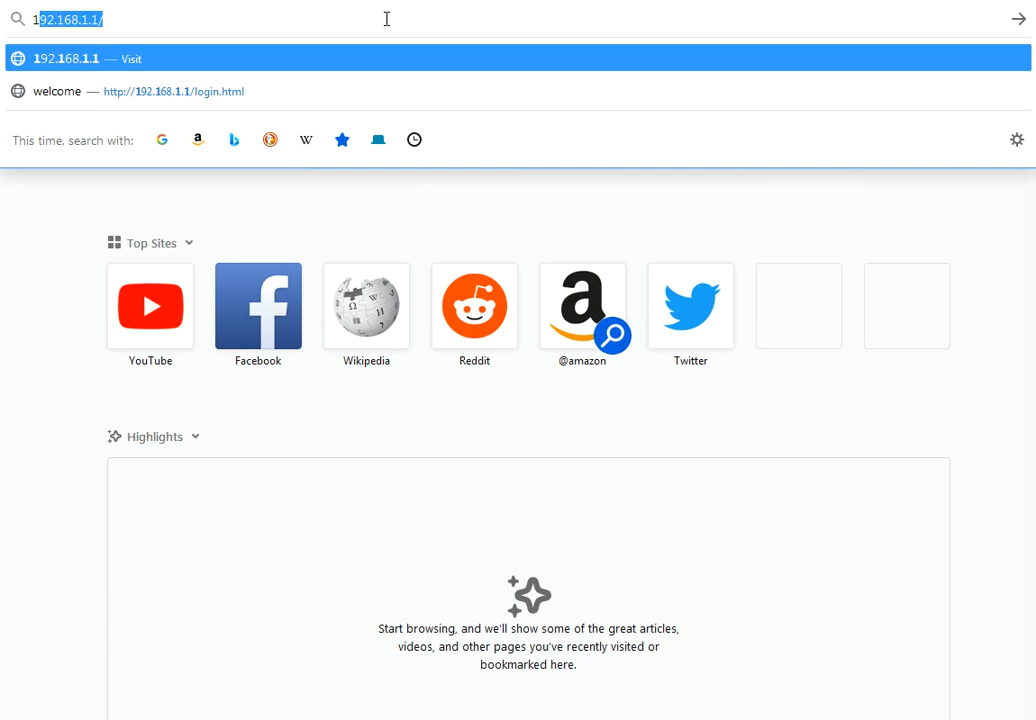 192.168.1.1/
192.168.1.1 — Visit
welcome — http://192.168.1.1/login.html
This time, search with:
Top Sites
YouTube
Facebook
Wikipedia
Reddit
@amazon
Twitter
Highlights
Start browsing, and we'll show some of the great articles,
videos, and other pages you've recently visited or
bookmarked here.